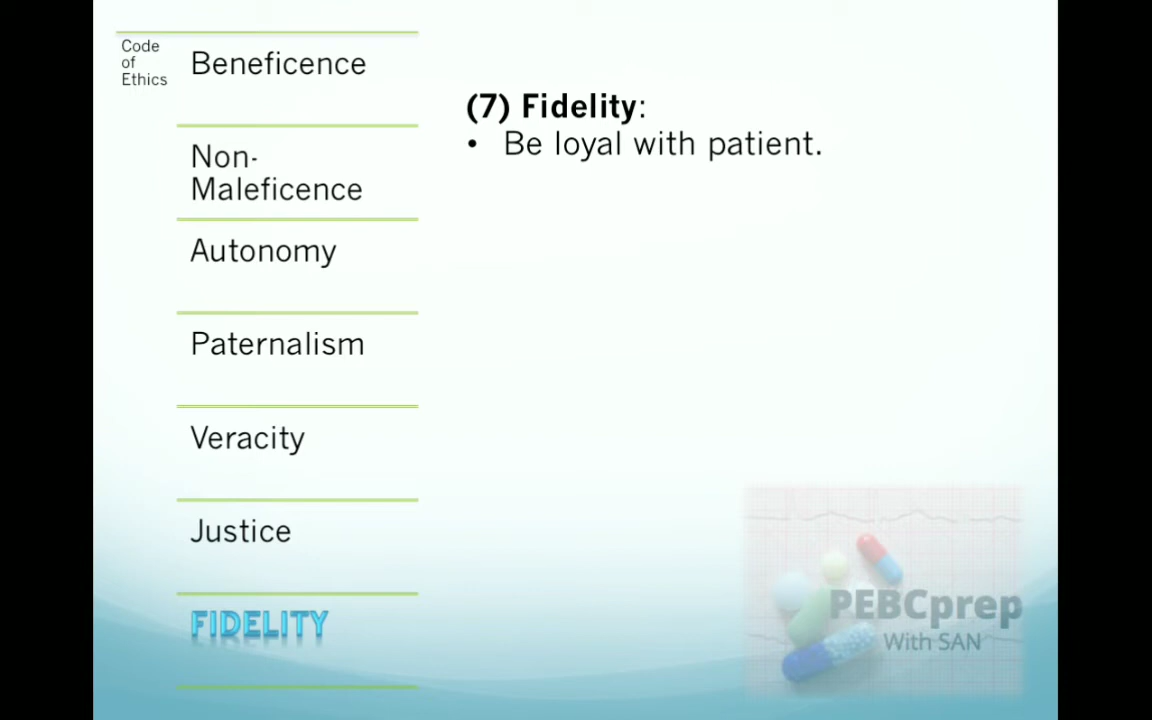 Code
of
Ethics
Beneficence
Non-
Maleficence
Autonomy
Paternalism
Veracity
Justice
FIDELITY
(7) Fidelity:
• Be loyal with patient.
PEBCprep
With SAN